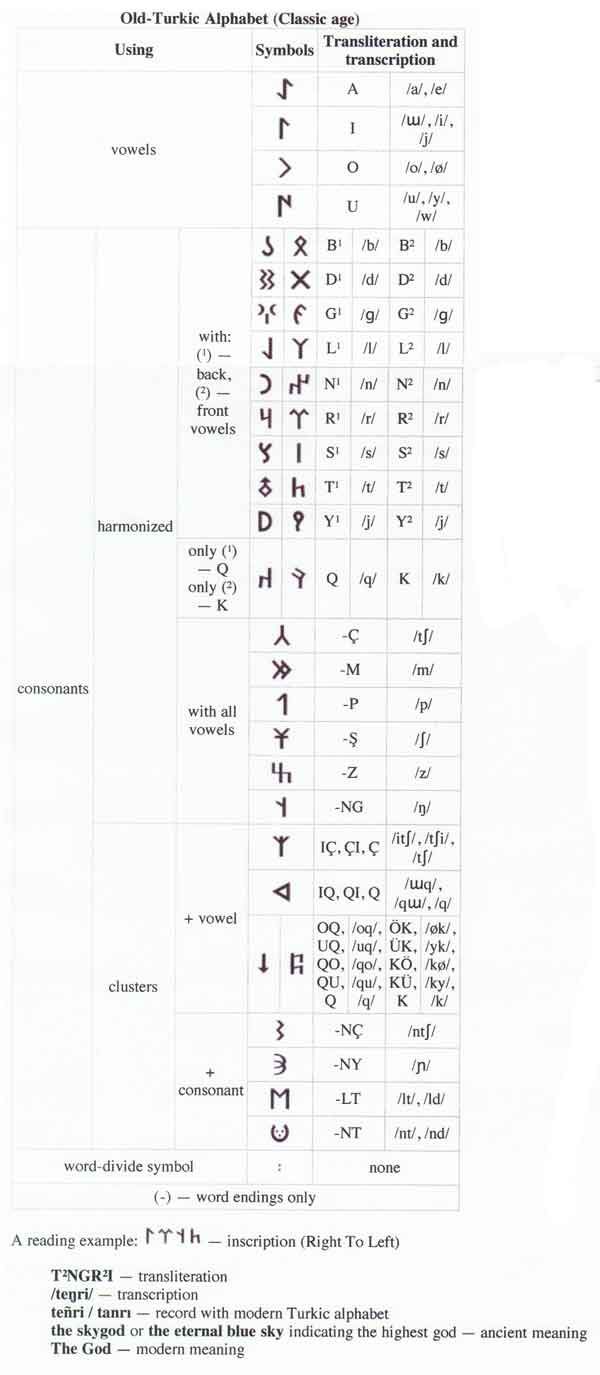 Old-Turkic Alphabet (Classic age)
Using Symbols Transliteration and transcription
vowels
𐰀 A /a/, /e/
𐰃 I /ɯ/, /i/, /j/
𐰆 O /o/, /ø/
𐰇 U /u/, /y/, /w/
consonants
harmonized
with: (¹) — back, (²) — front vowels
𐰉 𐰋 B¹ /b/ B² /b/
𐰑 𐰓 D¹ /d/ D² /d/
𐰍 𐰏 G¹ /g/ G² /g/
𐰞 𐰠 L¹ /l/ L² /l/
𐰣 𐰤 N¹ /n/ N² /n/
𐰺 𐰼 R¹ /r/ R² /r/
𐰽 𐰾 S¹ /s/ S² /s/
𐱃 𐱅 T¹ /t/ T² /t/
𐰖 𐰘 Y¹ /j/ Y² /j/
only (¹) — Q only (²) — K
𐰴 𐰚 Q /q/ K /k/
with all vowels
𐰲 -Ç /tʃ/
𐰢 -M /m/
𐰯 -P /p/
𐱁 -Ş /ʃ/
𐰔 -Z /z/
𐰭 -NG /ŋ/
clusters
+ vowel
𐰱 IÇ, ÇI, Ç /itʃ/, /tʃi/, /tʃ/
𐰶 IQ, QI, Q /ɯq/, /qɯ/, /q/
𐰸 𐰜 OQ, /oq/, ÖK, /øk/,
UQ, /uq/, ÜK, /yk/,
QO, /qo/, KÖ, /kø/,
QU, /qu/, KÜ, /ky/,
Q /q/ K /k/
+ consonant
𐰨 -NÇ /ntʃ/
𐰪 -NY /ɲ/
𐰡 -LT /lt/, /ld/
𐰦 -NT /nt/, /nd/
word-divide symbol : none
(-) — word endings only
A reading example: 𐱅𐰭𐰼𐰃 — inscription (Right To Left)
T²NGR²I — transliteration
/teŋri/ — transcription
teñri / tanrı — record with modern Turkic alphabet
the skygod or the eternal blue sky indicating the highest god — ancient meaning
The God — modern meaning